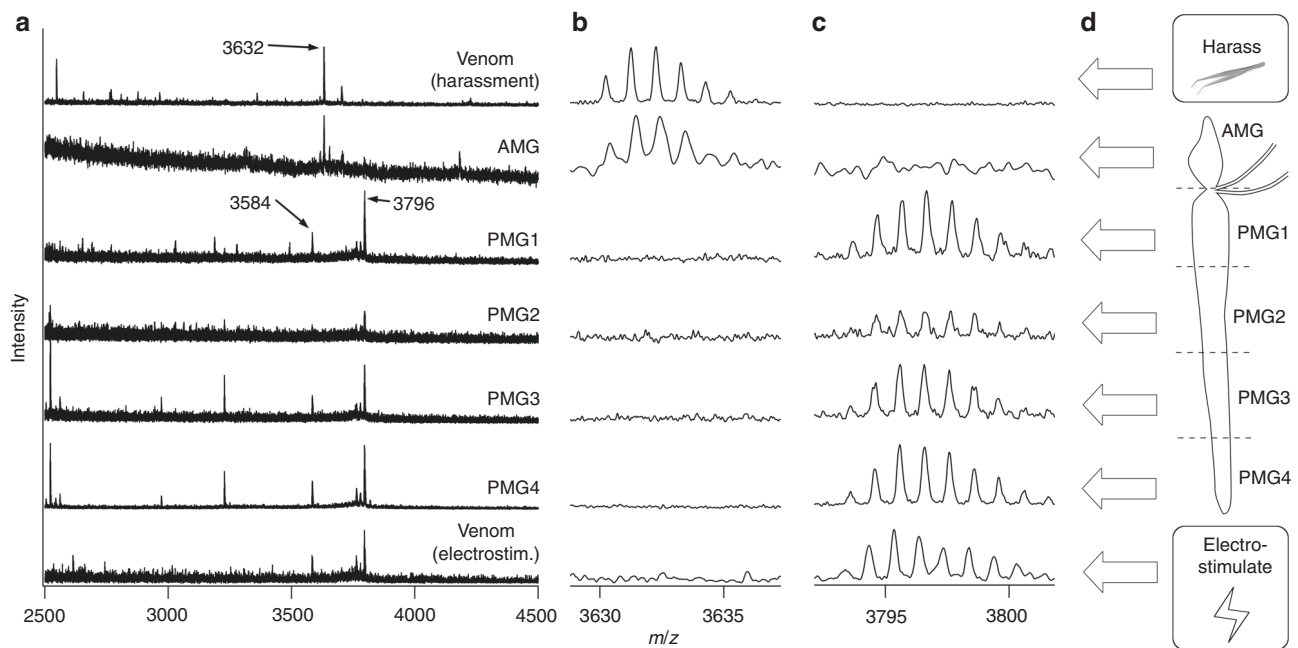 a
b
c
d
3632
Venom
(harassment)
Harass
AMG
AMG
3584
3796
PMG1
PMG1
Intensity
PMG2
PMG2
PMG3
PMG3
PMG4
PMG4
Venom
(electrostim.)
Electro-
stimulate
2500 3000 3500 4000 4500
3630 3635
3795 3800
m/z